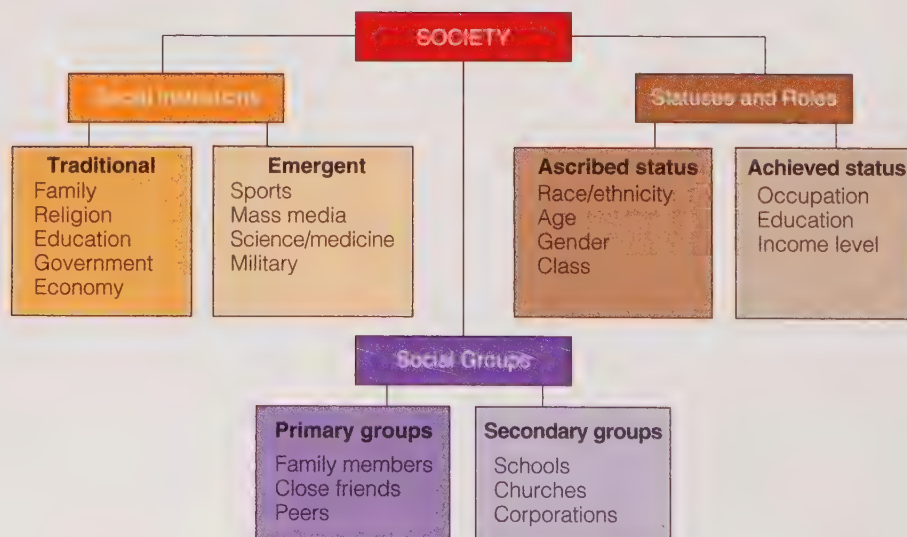 SOCIETY
Social Institutions
Traditional
Family
Religion
Education
Government
Economy
Emergent
Sports
Mass media
Science/medicine
Military
Statuses and Roles
Ascribed status
Race/ethnicity
Age
Gender
Class
Achieved status
Occupation
Education
Income level
Social Groups
Primary groups
Family members
Close friends
Peers
Secondary groups
Schools
Churches
Corporations